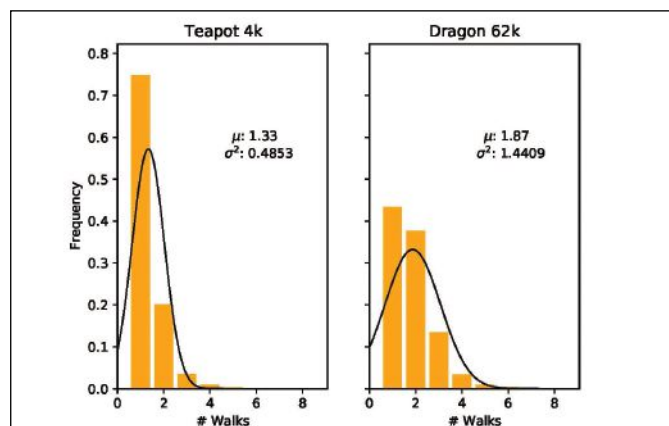 Teapot 4k
Dragon 62k
0.8
0.7
0.6
0.5
0.4
0.3
0.2
0.1
0.0
Frequency
μ: 1.33
σ²: 0.4853
μ: 1.87
σ²: 1.4409
0 2 4 6 8
0 2 4 6 8
# Walks
# Walks